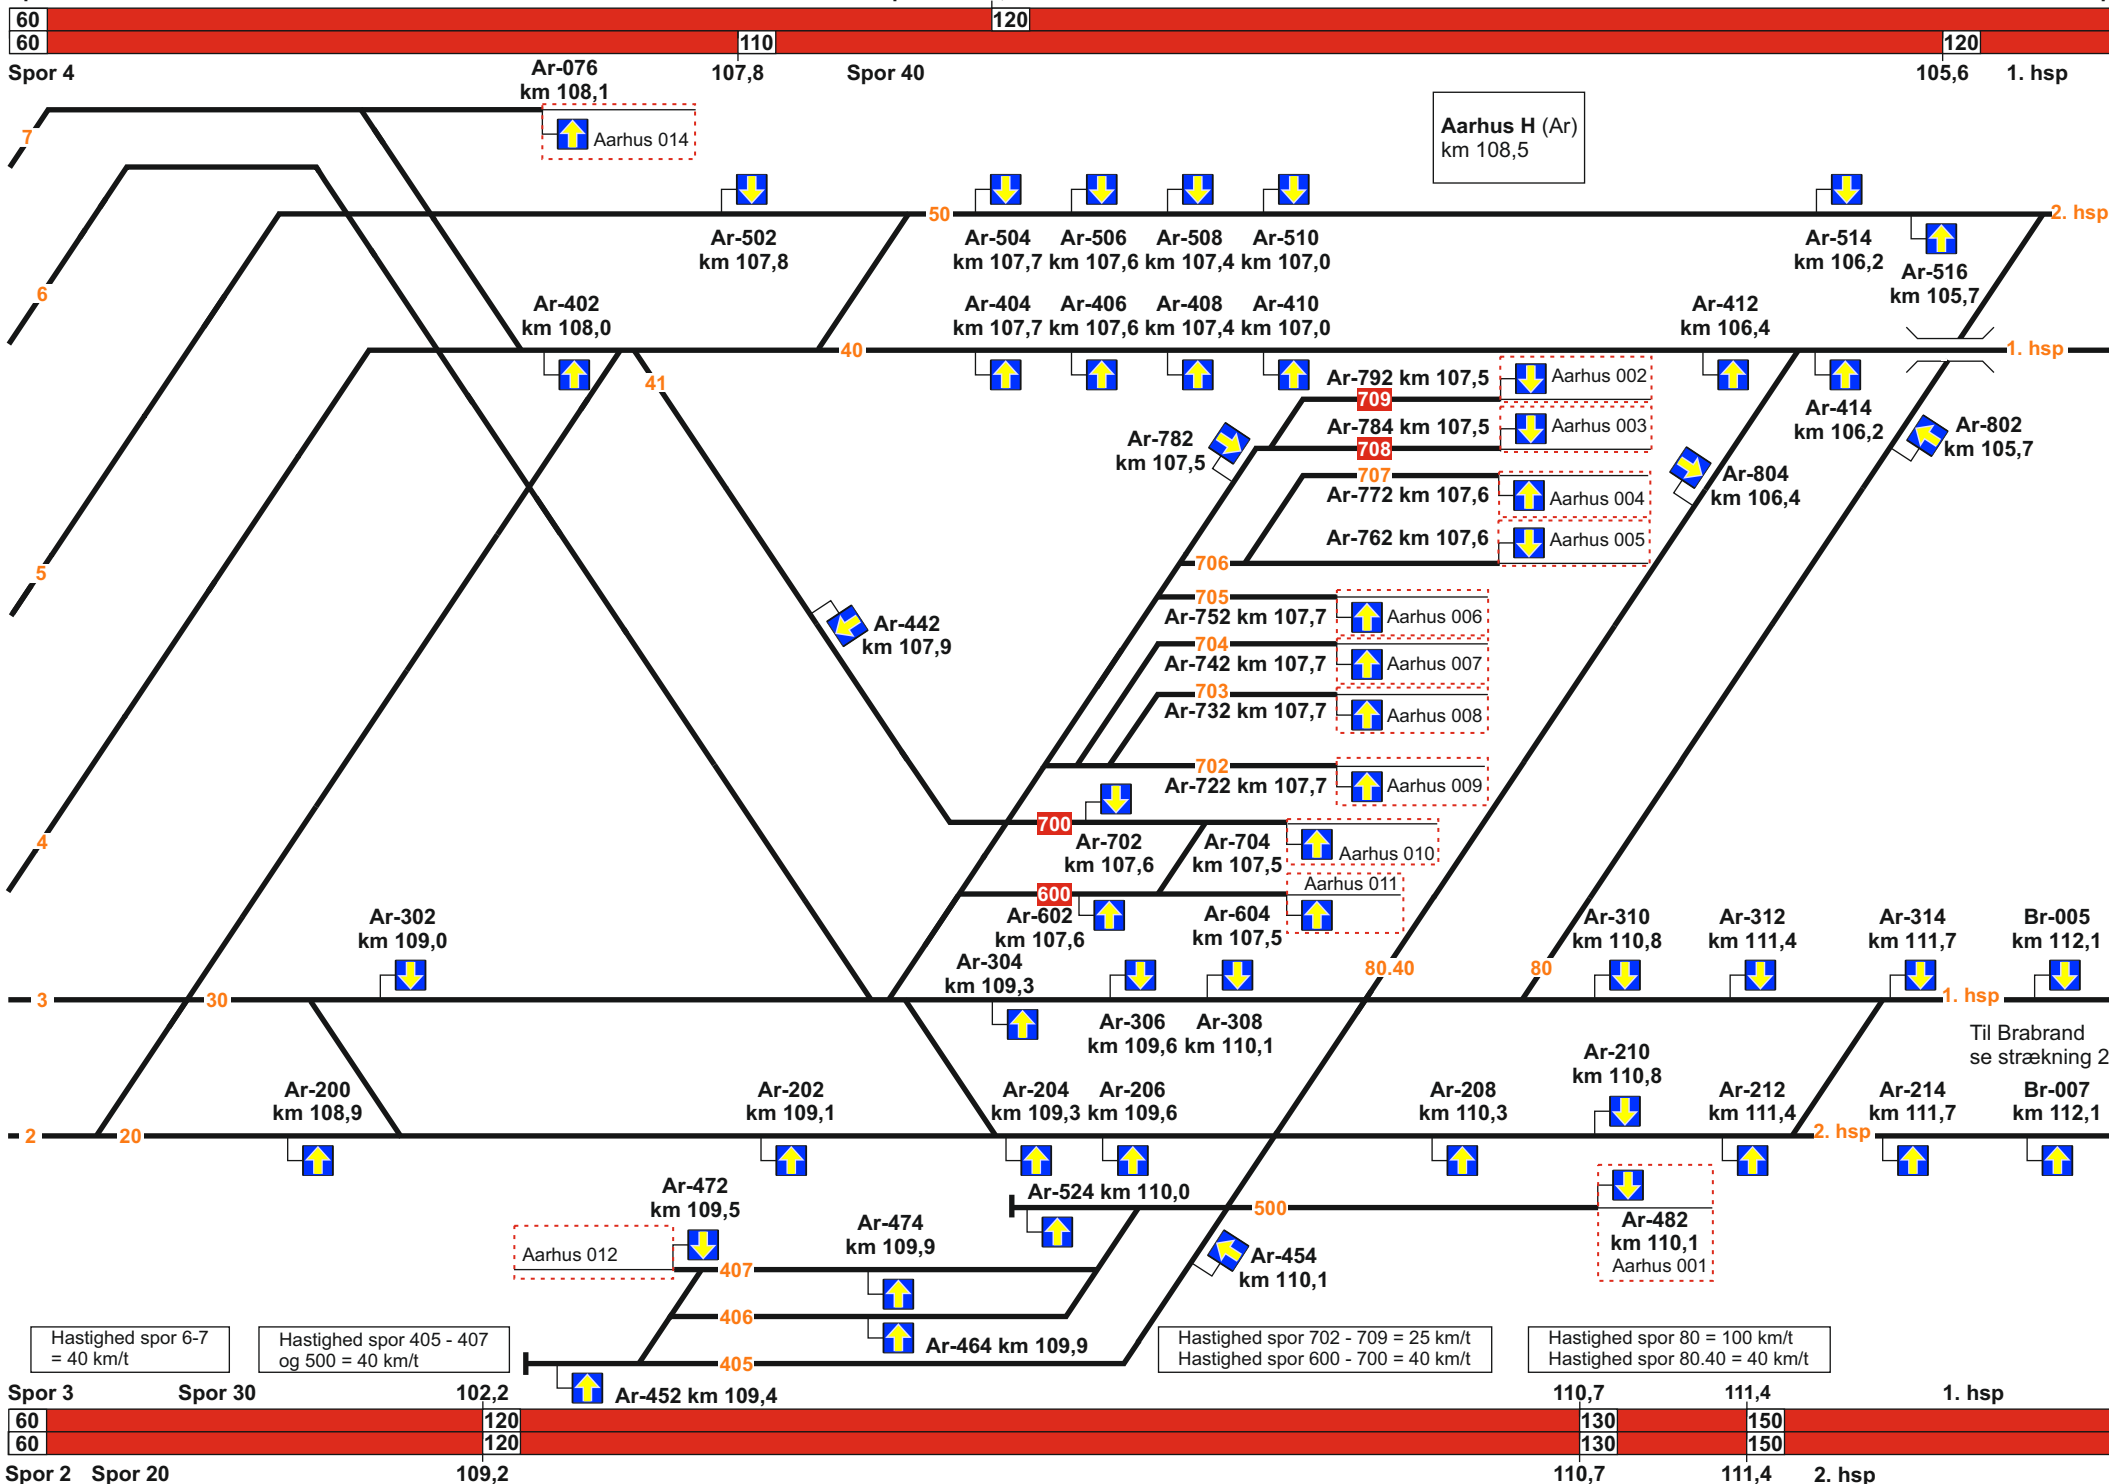 60
120
60
110
120
Spor 4
107,8
Spor 40
105,6
1. hsp
Ar-076
km 108,1
Aarhus 014
7
Aarhus H (Ar)
km 108,5
50
2. hsp
Ar-502
km 107,8
Ar-504
km 107,7
Ar-506
km 107,6
Ar-508
km 107,4
Ar-510
km 107,0
Ar-514
km 106,2
Ar-516
km 105,7
6
Ar-402
km 108,0
Ar-404
km 107,7
Ar-406
km 107,6
Ar-408
km 107,4
Ar-410
km 107,0
Ar-412
km 106,4
40
1. hsp
41
Ar-792 km 107,5
Aarhus 002
709
Ar-784 km 107,5
Aarhus 003
708
Ar-782
km 107,5
Ar-414
km 106,2
Ar-802
km 105,7
707
Ar-772 km 107,6
Aarhus 004
Ar-804
km 106,4
Ar-762 km 107,6
Aarhus 005
706
5
705
Ar-752 km 107,7
Aarhus 006
Ar-442
km 107,9
704
Ar-742 km 107,7
Aarhus 007
703
Ar-732 km 107,7
Aarhus 008
702
Ar-722 km 107,7
Aarhus 009
700
4
Ar-702
km 107,6
Ar-704
km 107,5
Aarhus 010
Aarhus 011
600
Ar-602
km 107,6
Ar-604
km 107,5
Ar-302
km 109,0
Ar-304
km 109,3
80.40
80
Ar-310
km 110,8
Ar-312
km 111,4
Ar-314
km 111,7
Br-005
km 112,1
3
30
1. hsp
Ar-306
km 109,6
Ar-308
km 110,1
Til Brabrand
se strækning 2
Ar-210
km 110,8
Ar-200
km 108,9
Ar-202
km 109,1
Ar-204
km 109,3
Ar-206
km 109,6
Ar-208
km 110,3
Ar-212
km 111,4
Ar-214
km 111,7
Br-007
km 112,1
2
20
2. hsp
Ar-472
km 109,5
Ar-524 km 110,0
500
Ar-482
km 110,1
Aarhus 001
Ar-474
km 109,9
Aarhus 012
407
Ar-454
km 110,1
406
Ar-464 km 109,9
405
Ar-452 km 109,4
Hastighed spor 6-7
= 40 km/t
Hastighed spor 405 - 407
og 500 = 40 km/t
Hastighed spor 702 - 709 = 25 km/t
Hastighed spor 600 - 700 = 40 km/t
Hastighed spor 80 = 100 km/t
Hastighed spor 80.40 = 40 km/t
Spor 3
Spor 30
102,2
110,7
111,4
1. hsp
60
120
130
150
60
120
130
150
Spor 2
Spor 20
109,2
110,7
111,4
2. hsp